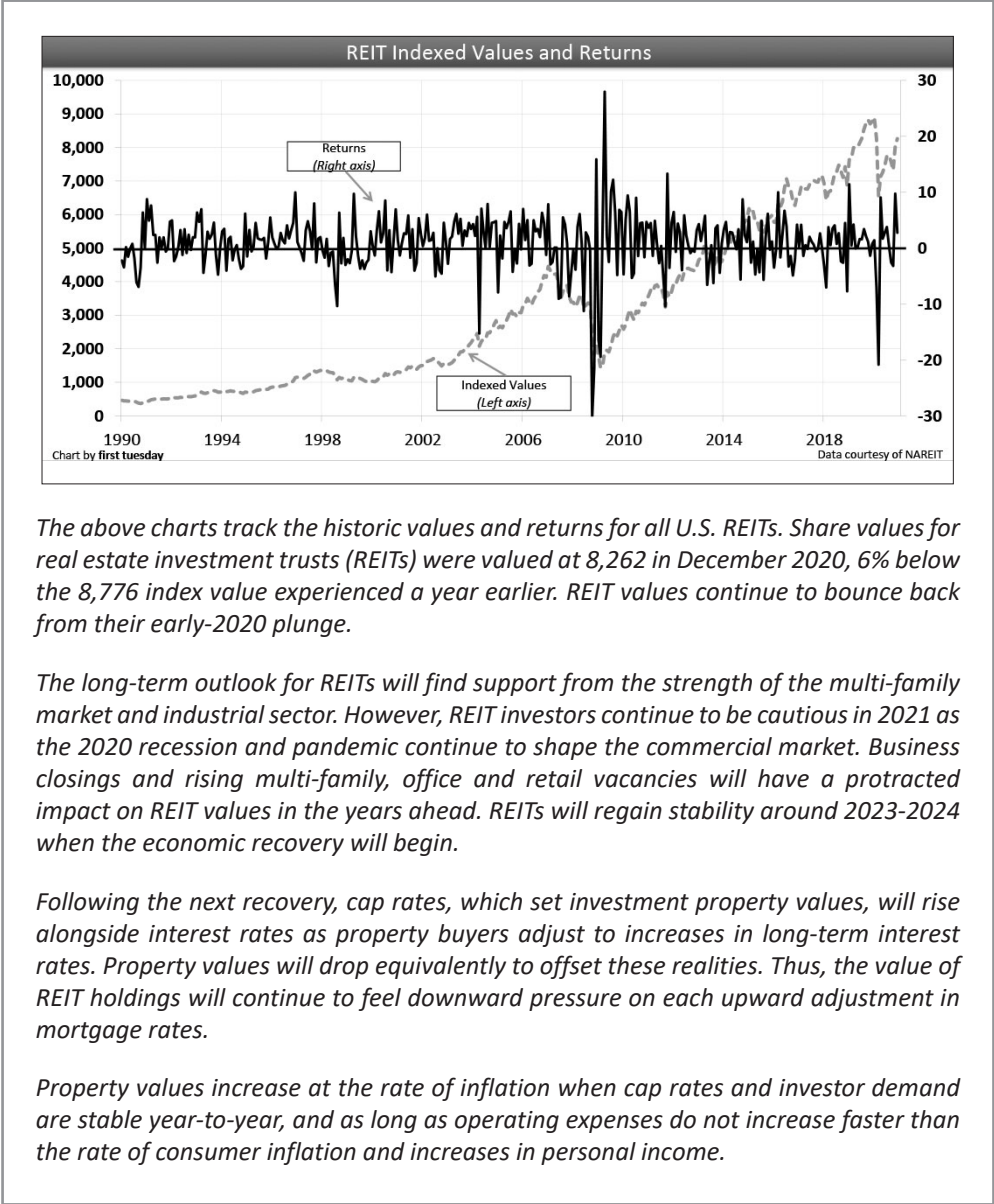 REIT Indexed Values and Returns
10,000
9,000
8,000
7,000
6,000
5,000
4,000
3,000
2,000
1,000
0
30
20
10
0
-10
-20
-30
Returns
(Right axis)
Indexed Values
(Left axis)
1990 1994 1998 2002 2006 2010 2014 2018
Chart by first tuesday Data courtesy of NAREIT
The above charts track the historic values and returns for all U.S. REITs. Share values for
real estate investment trusts (REITs) were valued at 8,262 in December 2020, 6% below
the 8,776 index value experienced a year earlier. REIT values continue to bounce back
from their early-2020 plunge.
The long-term outlook for REITs will find support from the strength of the multi-family
market and industrial sector. However, REIT investors continue to be cautious in 2021 as
the 2020 recession and pandemic continue to shape the commercial market. Business
closings and rising multi-family, office and retail vacancies will have a protracted
impact on REIT values in the years ahead. REITs will regain stability around 2023-2024
when the economic recovery will begin.
Following the next recovery, cap rates, which set investment property values, will rise
alongside interest rates as property buyers adjust to increases in long-term interest
rates. Property values will drop equivalently to offset these realities. Thus, the value of
REIT holdings will continue to feel downward pressure on each upward adjustment in
mortgage rates.
Property values increase at the rate of inflation when cap rates and investor demand
are stable year-to-year, and as long as operating expenses do not increase faster than
the rate of consumer inflation and increases in personal income.